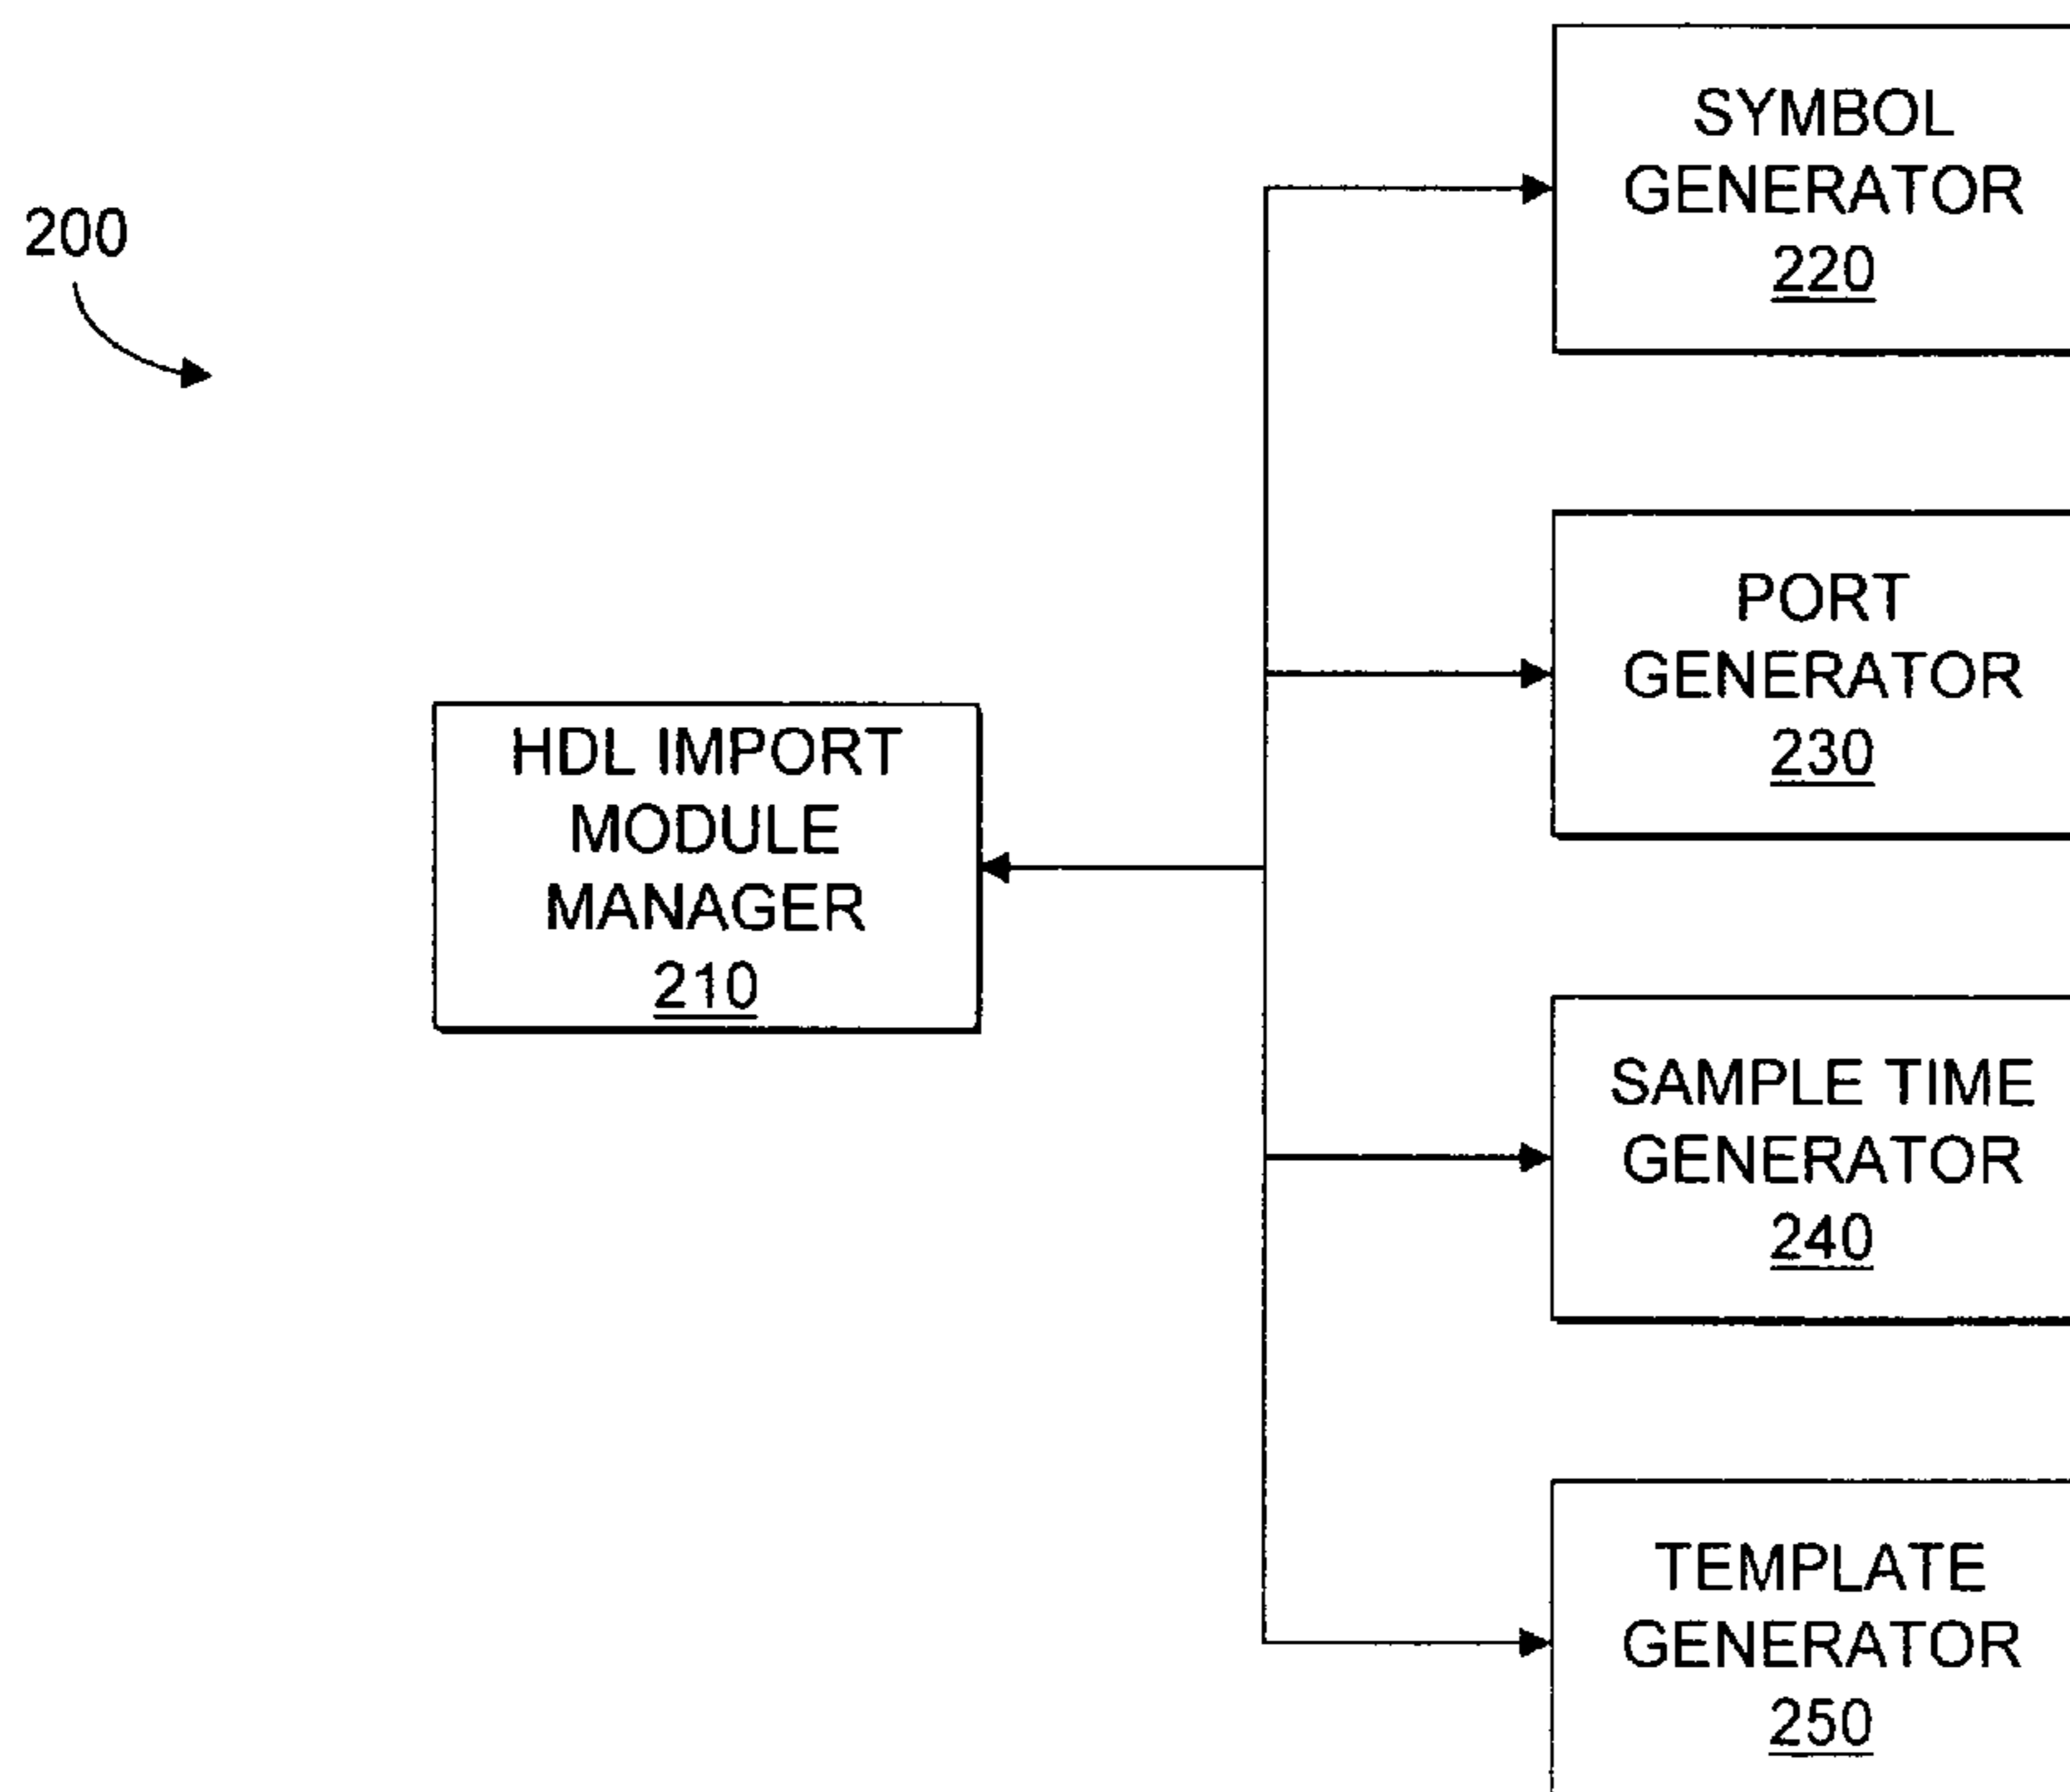 200
HDL IMPORT
MODULE
MANAGER
210
SYMBOL
GENERATOR
220
PORT
GENERATOR
230
SAMPLE TIME
GENERATOR
240
TEMPLATE
GENERATOR
250